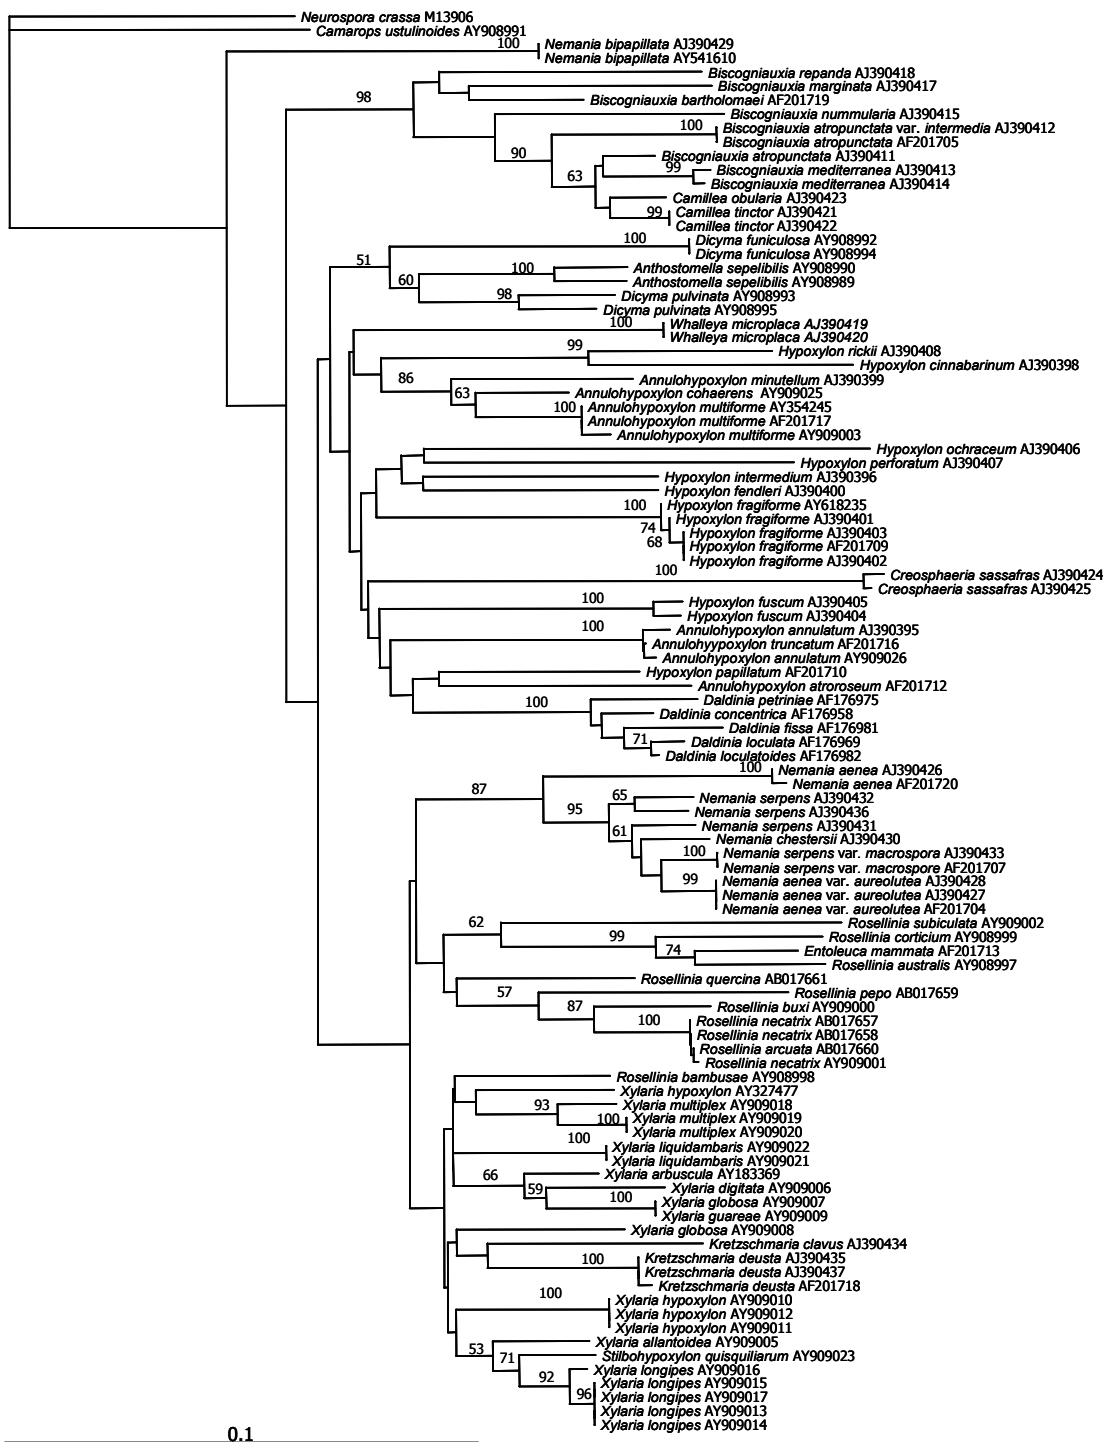 Neurospora crassa M13906
Camarops ustulinoides AY908991
100
Nemania bipapillata AJ390429
Nemania bipapillata AY541610
Biscogniauxia repanda AJ390418
Biscogniauxia marginata AJ390417
98
Biscogniauxia bartholomaei AF201719
Biscogniauxia nummularia AJ390415
100
Biscogniauxia atropunctata var. intermedia AJ390412
Biscogniauxia atropunctata AF201705
90
Biscogniauxia atropunctata AJ390411
99
Biscogniauxia mediterranea AJ390413
63
Biscogniauxia mediterranea AJ390414
Camillea obularia AJ390423
99
Camillea tinctor AJ390421
Camillea tinctor AJ390422
100
Dicyma funiculosa AY908992
Dicyma funiculosa AY908994
51
100
Anthostomella sepelibilis AY908990
60
Anthostomella sepelibilis AY908989
98
Dicyma pulvinata AY908993
Dicyma pulvinata AY908995
100
Whalleya microplaca AJ390419
Whalleya microplaca AJ390420
99
Hypoxylon rickii AJ390408
Hypoxylon cinnabarinum AJ390398
86
Annulohypoxylon minutellum AJ390399
63
Annulohypoxylon cohaerens AY909025
100
Annulohypoxylon multiforme AY354245
Annulohypoxylon multiforme AF201717
Annulohypoxylon multiforme AY909003
Hypoxylon ochraceum AJ390406
Hypoxylon perforatum AJ390407
Hypoxylon intermedium AJ390396
Hypoxylon fendleri AJ390400
100
Hypoxylon fragiforme AY618235
Hypoxylon fragiforme AJ390401
74
Hypoxylon fragiforme AJ390403
68
Hypoxylon fragiforme AF201709
Hypoxylon fragiforme AJ390402
100
Creosphaeria sassafras AJ390424
Creosphaeria sassafras AJ390425
100
Hypoxylon fuscum AJ390405
Hypoxylon fuscum AJ390404
100
Annulohypoxylon annulatum AJ390395
Annulohyypoxylon truncatum AF201716
Annulohypoxylon annulatum AY909026
Hypoxylon papillatum AF201710
Annulohypoxylon atroroseum AF201712
100
Daldinia petriniae AF176975
Daldinia concentrica AF176958
Daldinia fissa AF176981
71
Daldinia loculata AF176969
Daldinia loculatoides AF176982
100
Nemania aenea AJ390426
Nemania aenea AF201720
87
65
Nemania serpens AJ390432
95
Nemania serpens AJ390436
61
Nemania serpens AJ390431
Nemania chestersii AJ390430
100
Nemania serpens var. macrospora AJ390433
Nemania serpens var. macrospore AF201707
99
Nemania aenea var. aureolutea AJ390428
Nemania aenea var. aureolutea AJ390427
Nemania aenea var. aureolutea AF201704
62
Rosellinia subiculata AY909002
99
Rosellinia corticium AY908999
74
Entoleuca mammata AF201713
Rosellinia australis AY908997
Rosellinia quercina AB017661
57
Rosellinia pepo AB017659
87
Rosellinia buxi AY909000
100
Rosellinia necatrix AB017657
Rosellinia necatrix AB017658
Rosellinia arcuata AB017660
Rosellinia necatrix AY909001
Rosellinia bambusae AY908998
Xylaria hypoxylon AY327477
93
Xylaria multiplex AY909018
100
Xylaria multiplex AY909019
Xylaria multiplex AY909020
100
Xylaria liquidambaris AY909022
Xylaria liquidambaris AY909021
66
Xylaria arbuscula AY183369
59
Xylaria digitata AY909006
100
Xylaria globosa AY909007
Xylaria guareae AY909009
Xylaria globosa AY909008
Kretzschmaria clavus AJ390434
100
Kretzschmaria deusta AJ390435
Kretzschmaria deusta AJ390437
Kretzschmaria deusta AF201718
100
Xylaria hypoxylon AY909010
Xylaria hypoxylon AY909012
Xylaria hypoxylon AY909011
53
Xylaria allantoidea AY909005
71
Stilbohypoxylon quisquiliarum AY909023
92
Xylaria longipes AY909016
Xylaria longipes AY909015
96
Xylaria longipes AY909017
Xylaria longipes AY909013
Xylaria longipes AY909014
0.1